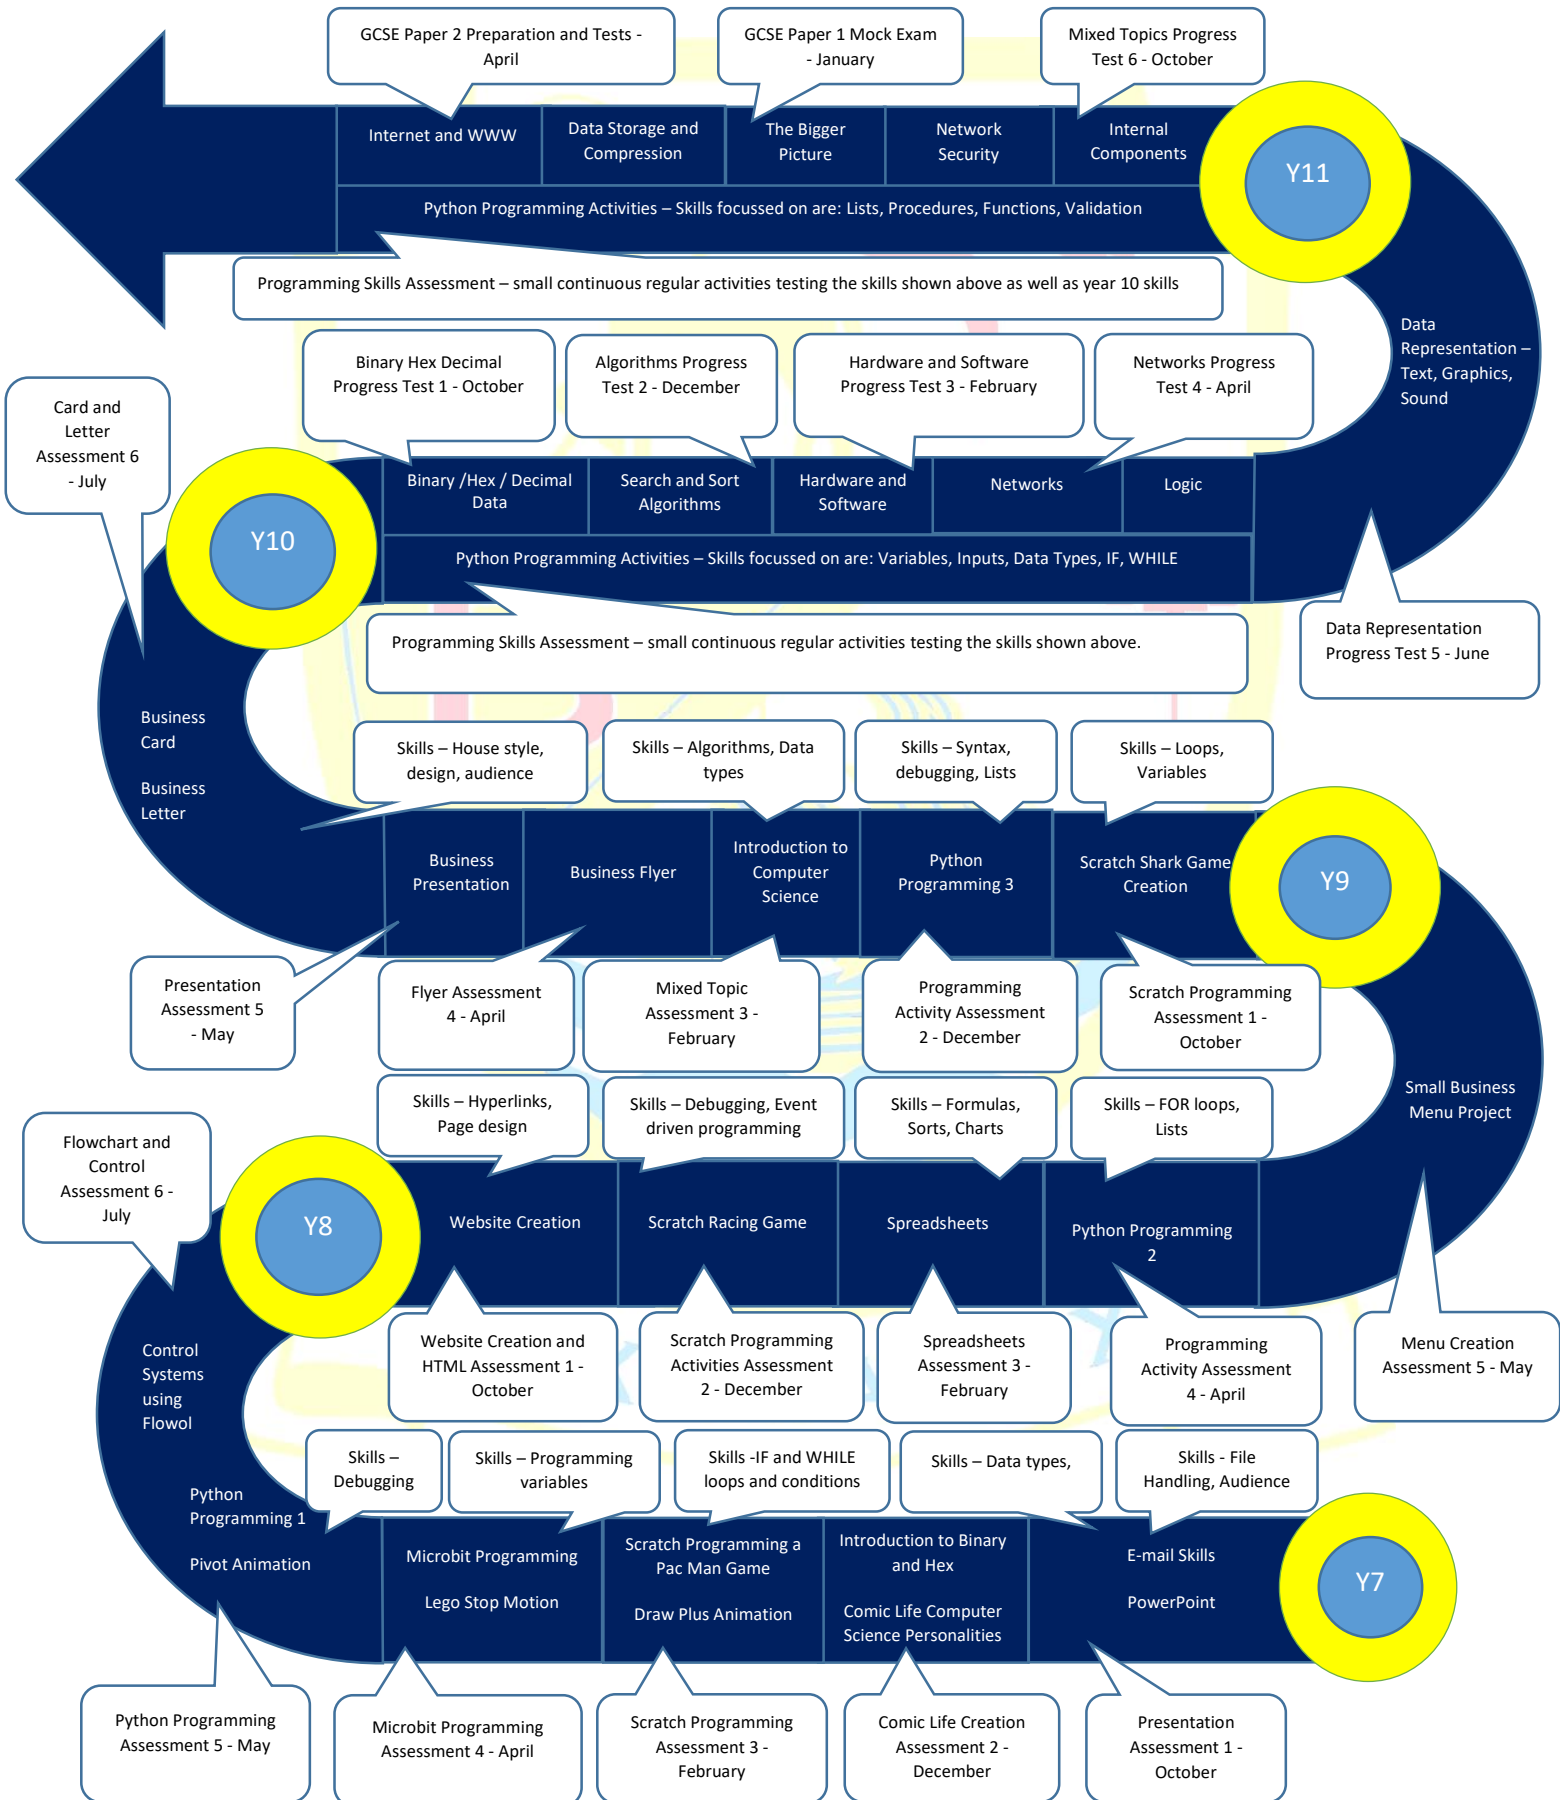 GCSE Paper 2 Preparation and Tests -
April
GCSE Paper 1 Mock Exam
- January
Mixed Topics Progress
Test 6 - October
Internet and WWW
Data Storage and
Compression
The Bigger
Picture
Network
Security
Internal
Components
Y11
Python Programming Activities – Skills focussed on are: Lists, Procedures, Functions, Validation
Programming Skills Assessment – small continuous regular activities testing the skills shown above as well as year 10 skills
Data
Representation –
Text, Graphics,
Sound
Binary Hex Decimal
Progress Test 1 - October
Algorithms Progress
Test 2 - December
Hardware and Software
Progress Test 3 - February
Networks Progress
Test 4 - April
Card and
Letter
Assessment 6
- July
Y10
Binary /Hex / Decimal
Data
Search and Sort
Algorithms
Hardware and
Software
Networks
Logic
Python Programming Activities – Skills focussed on are: Variables, Inputs, Data Types, IF, WHILE
Programming Skills Assessment – small continuous regular activities testing the skills shown above.
Data Representation
Progress Test 5 - June
Business
Card
Business
Letter
Skills – House style,
design, audience
Skills – Algorithms, Data
types
Skills – Syntax,
debugging, Lists
Skills – Loops,
Variables
Business
Presentation
Business Flyer
Introduction to
Computer
Science
Python
Programming 3
Scratch Shark Game
Creation
Y9
Presentation
Assessment 5
- May
Flyer Assessment
4 - April
Mixed Topic
Assessment 3 -
February
Programming
Activity Assessment
2 - December
Scratch Programming
Assessment 1 -
October
Small Business
Menu Project
Skills – Hyperlinks,
Page design
Skills – Debugging, Event
driven programming
Skills – Formulas,
Sorts, Charts
Skills – FOR loops,
Lists
Flowchart and
Control
Assessment 6 -
July
Y8
Website Creation
Scratch Racing Game
Spreadsheets
Python Programming
2
Website Creation and
HTML Assessment 1 -
October
Scratch Programming
Activities Assessment
2 - December
Spreadsheets
Assessment 3 -
February
Programming
Activity Assessment
4 - April
Menu Creation
Assessment 5 - May
Control
Systems
using
Flowol
Python
Programming 1
Pivot Animation
Skills –
Debugging
Skills – Programming
variables
Skills -IF and WHILE
loops and conditions
Skills – Data types,
Skills - File
Handling, Audience
Microbit Programming
Lego Stop Motion
Scratch Programming a
Pac Man Game
Draw Plus Animation
Introduction to Binary
and Hex
Comic Life Computer
Science Personalities
E-mail Skills
PowerPoint
Y7
Python Programming
Assessment 5 - May
Microbit Programming
Assessment 4 - April
Scratch Programming
Assessment 3 -
February
Comic Life Creation
Assessment 2 -
December
Presentation
Assessment 1 -
October